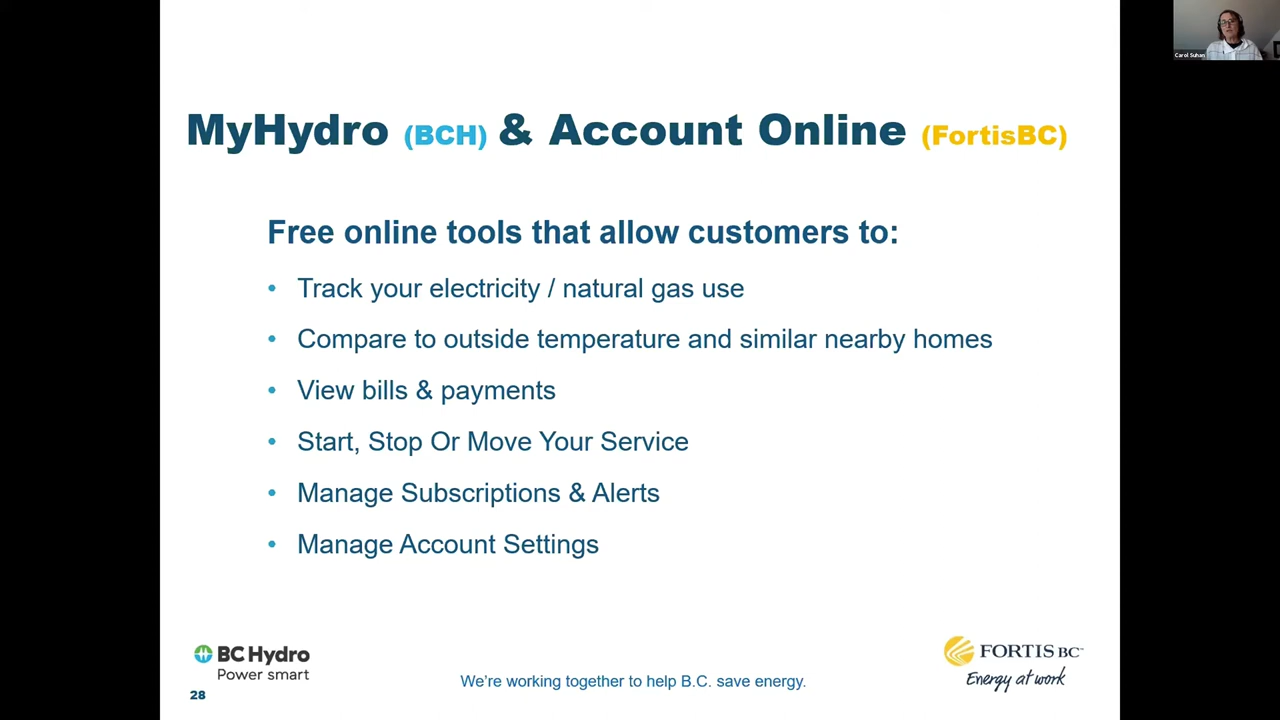 Carol Suhan
MyHydro (BCH) & Account Online (FortisBC)
Free online tools that allow customers to:
• Track your electricity / natural gas use
• Compare to outside temperature and similar nearby homes
• View bills & payments
• Start, Stop Or Move Your Service
• Manage Subscriptions & Alerts
• Manage Account Settings
BC Hydro
Power smart
FORTIS BC™
Energy at work
We're working together to help B.C. save energy.
28